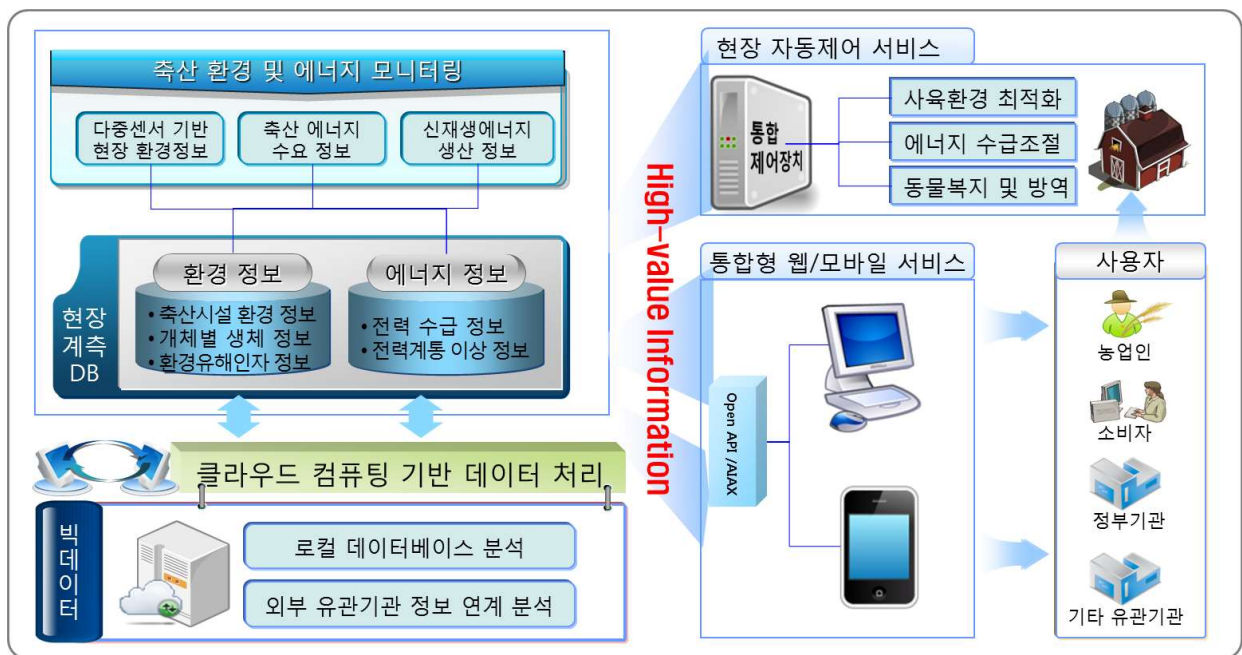 축산 환경 및 에너지 모니터링
다중센서 기반
현장 환경정보
축산 에너지
수요 정보
신재생에너지
생산 정보
현장
계측
DB
환경 정보
• 축산시설 환경 정보
• 개체별 생체 정보
• 환경유해인자 정보
에너지 정보
• 전력 수급 정보
• 전력계통 이상 정보
클라우드 컴퓨팅 기반 데이터 처리
빅
데
이
터
로컬 데이터베이스 분석
외부 유관기관 정보 연계 분석
High-value Information
현장 자동제어 서비스
통합
제어장치
사육환경 최적화
에너지 수급조절
동물복지 및 방역
통합형 웹/모바일 서비스
Open API /AIAX
사용자
농업인
소비자
정부기관
기타 유관기관